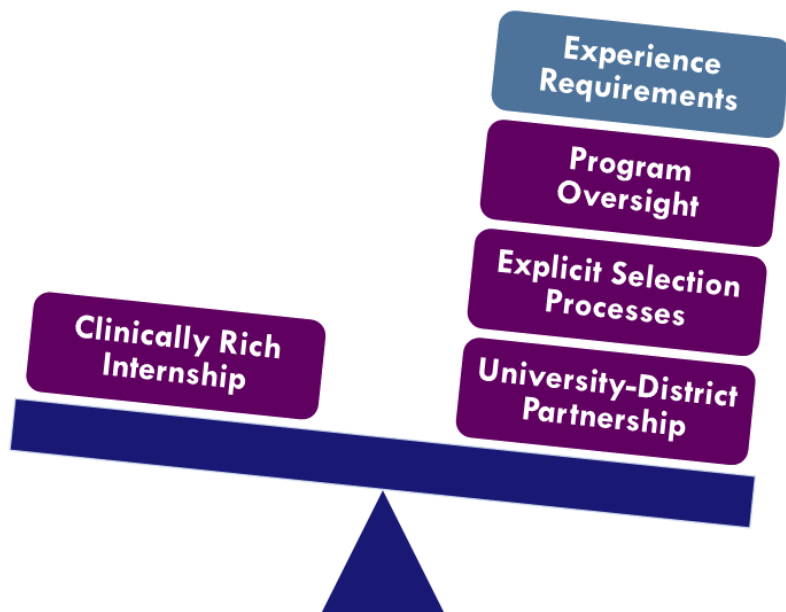 Experience
Requirements
Program
Oversight
Explicit Selection
Processes
Clinically Rich
Internship
University-District
Partnership